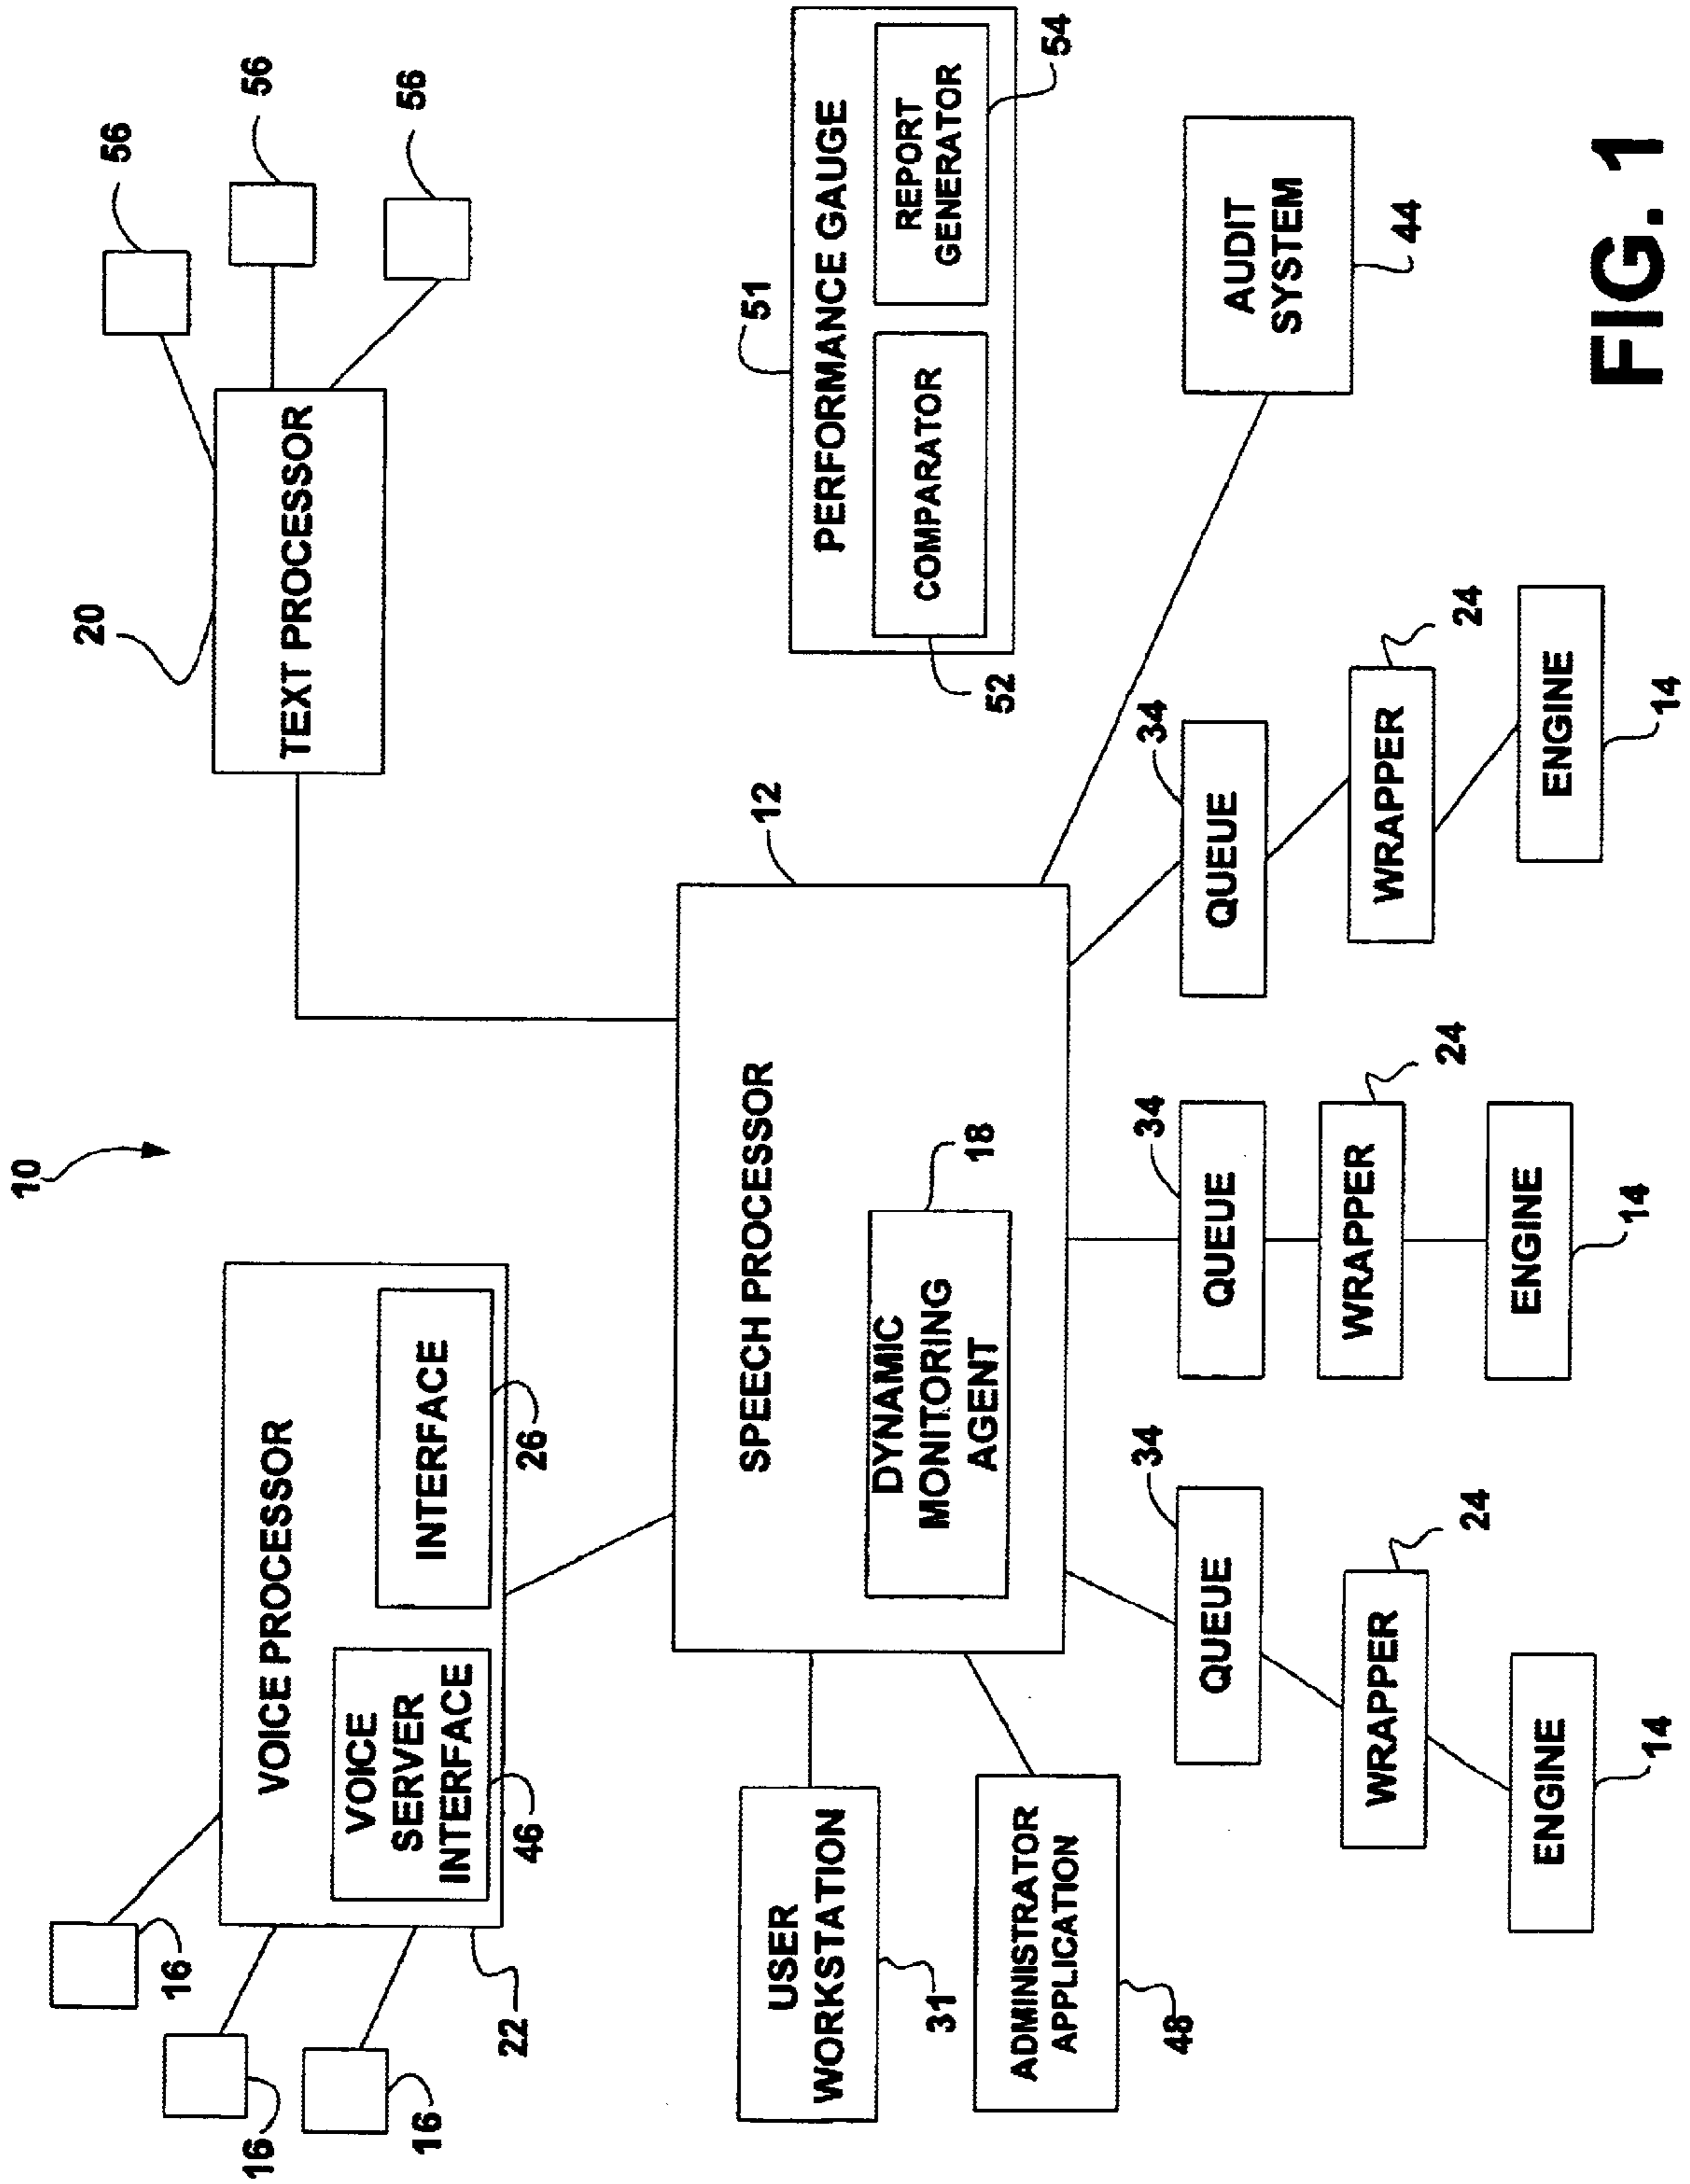 10
16
16
16
VOICE PROCESSOR
VOICE
SERVER
INTERFACE
46
INTERFACE
26
22
20
TEXT PROCESSOR
56
56
56
USER
WORKSTATION
31
ADMINISTRATOR
APPLICATION
48
SPEECH PROCESSOR
12
DYNAMIC
MONITORING
AGENT
18
51
PERFORMANCE GAUGE
COMPARATOR
52
REPORT
GENERATOR
54
AUDIT
SYSTEM
44
QUEUE
34
WRAPPER
24
ENGINE
14
QUEUE
34
WRAPPER
24
ENGINE
14
QUEUE
34
WRAPPER
24
ENGINE
14
FIG. 1